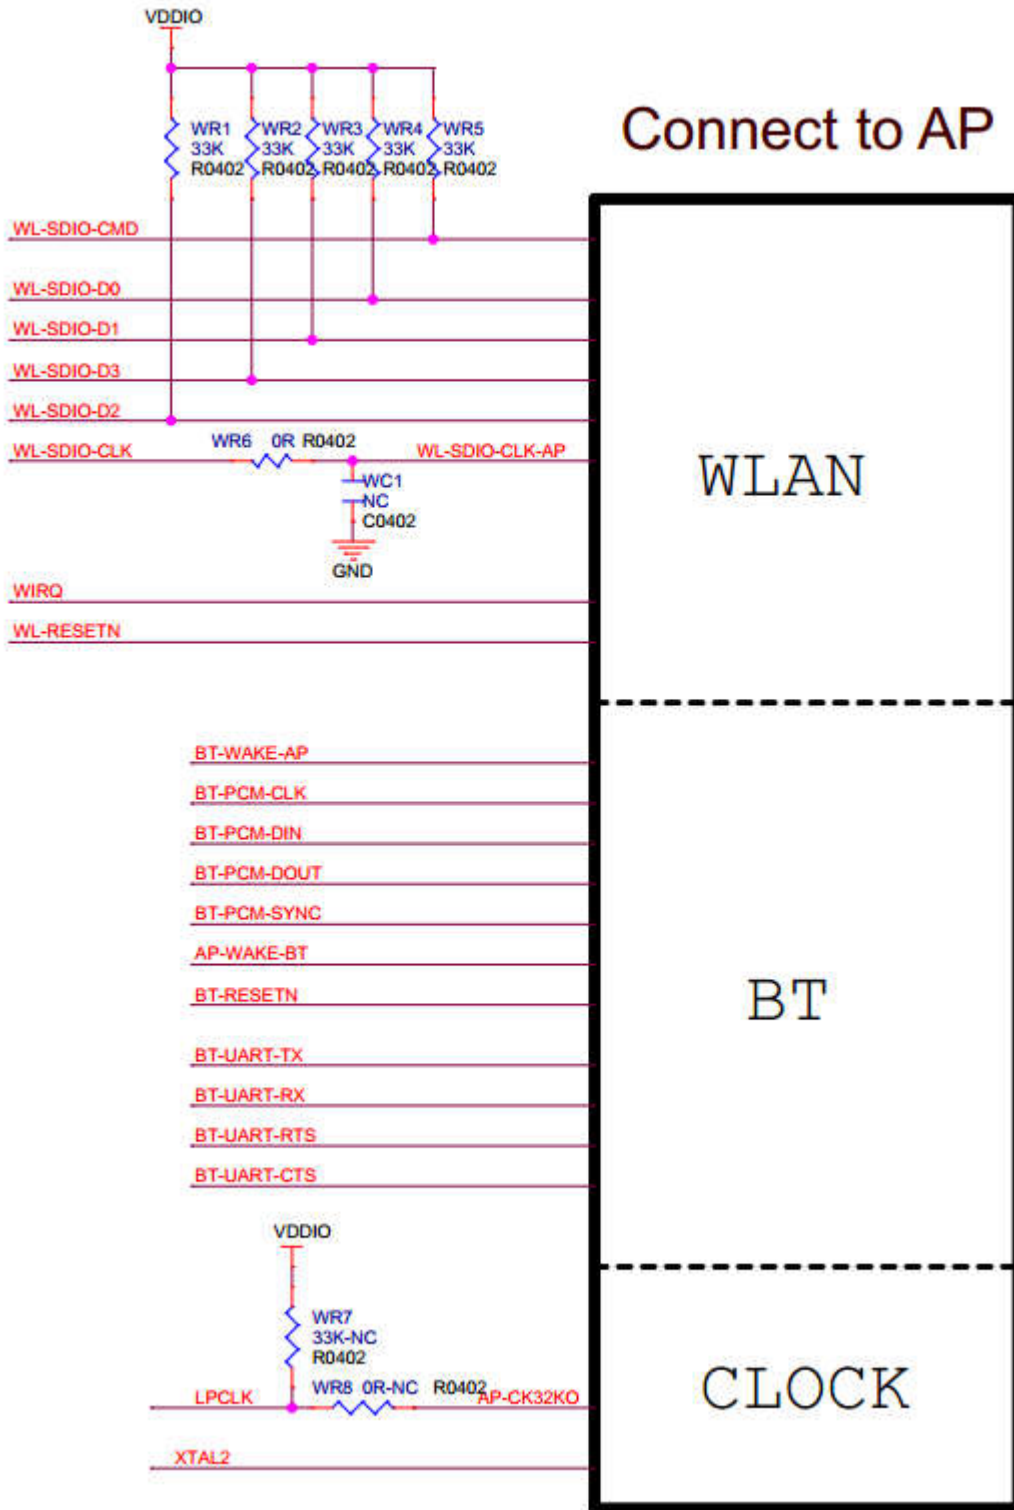 VDDIO
Connect to AP
WR1 WR2 WR3 WR4 WR5
33K 33K 33K 33K 33K
R0402 R0402 R0402 R0402 R0402
WL-SDIO-CMD
WL-SDIO-D0
WL-SDIO-D1
WL-SDIO-D3
WL-SDIO-D2
WL-SDIO-CLK WR6 0R R0402 WL-SDIO-CLK-AP
WLAN
WC1
NC
C0402
GND
WIRQ
WL-RESETN
BT-WAKE-AP
BT-PCM-CLK
BT-PCM-DIN
BT-PCM-DOUT
BT-PCM-SYNC
AP-WAKE-BT
BT-RESETN
BT
BT-UART-TX
BT-UART-RX
BT-UART-RTS
BT-UART-CTS
VDDIO
WR7
33K-NC
R0402
LPCLK WR8 0R-NC R0402 AP-CK32KO
CLOCK
XTAL2